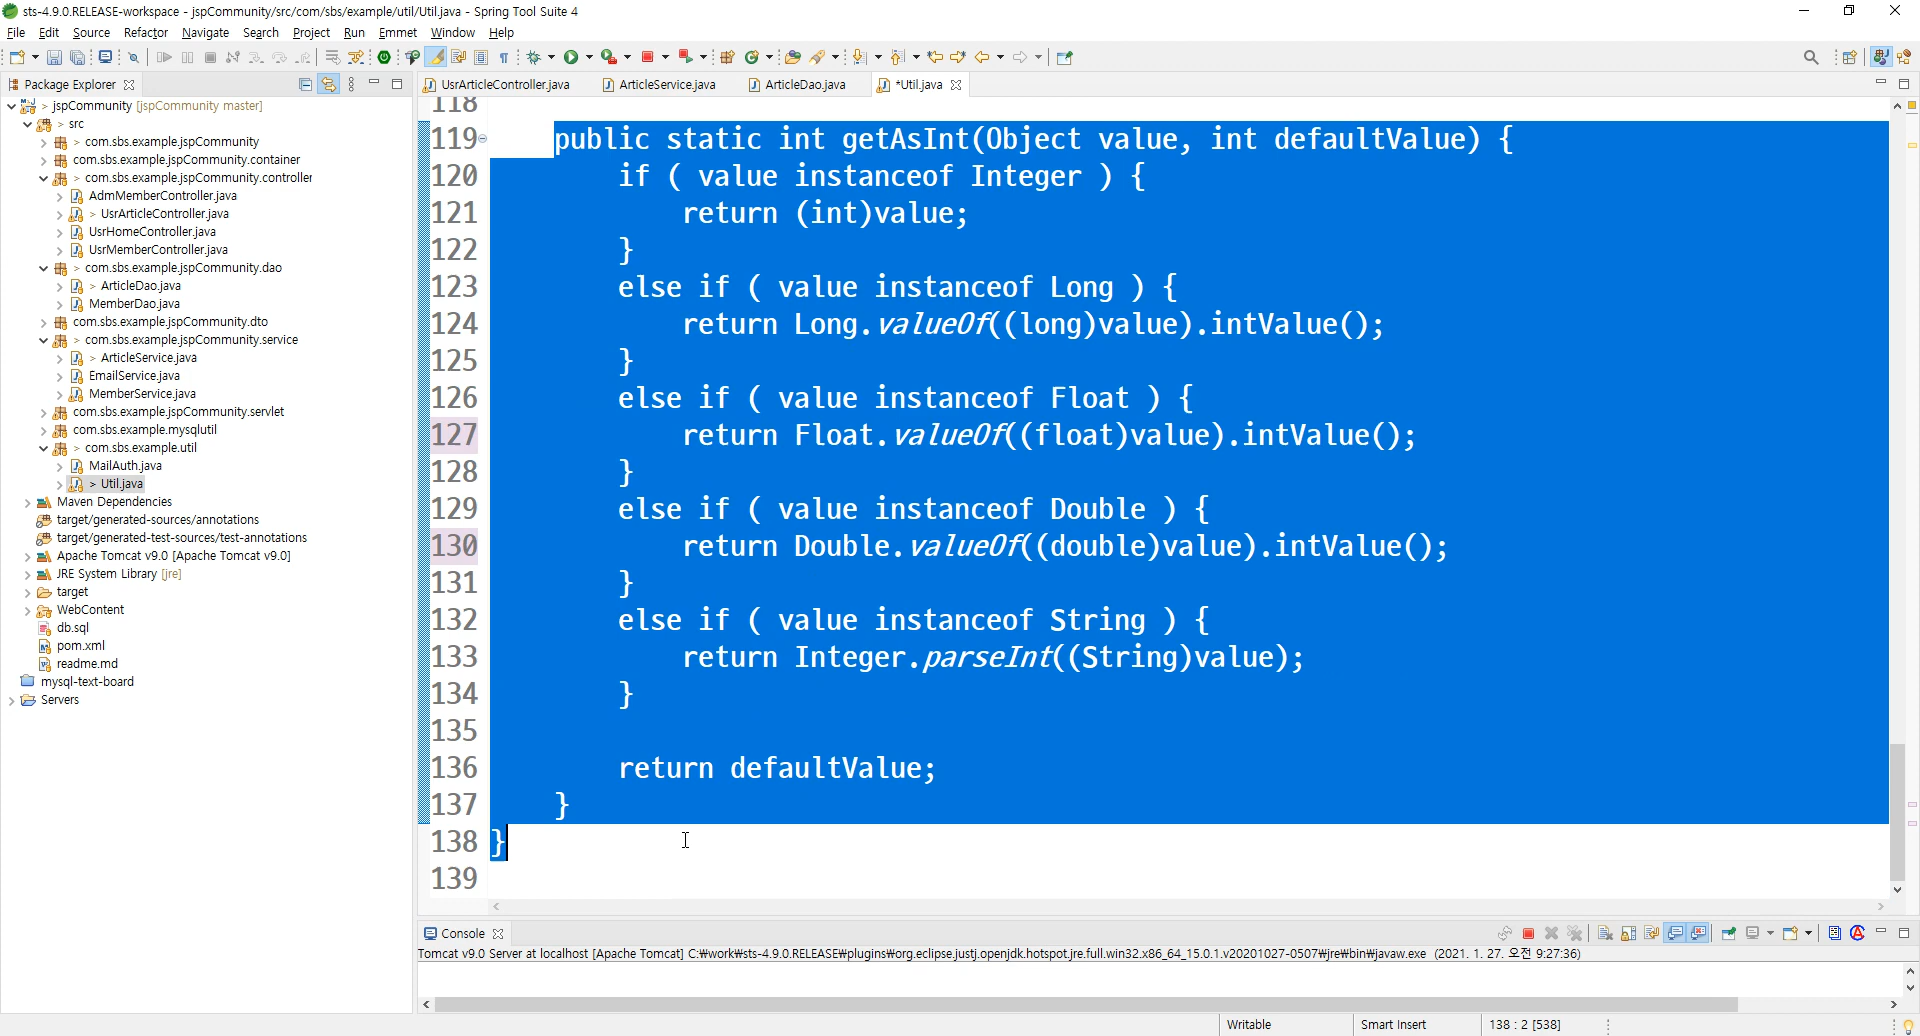 sts-4.9.0.RELEASE-workspace - jspCommunity/src/com/sbs/example/util/Util.java - Spring Tool Suite 4
File Edit Source Refactor Navigate Search Project Run Emmet Window Help
Package Explorer
jspCommunity [jspCommunity master]
src
com.sbs.example.jspCommunity
com.sbs.example.jspCommunity.container
com.sbs.example.jspCommunity.controller
AdmMemberController.java
UsrArticleController.java
UsrHomeController.java
UsrMemberController.java
com.sbs.example.jspCommunity.dao
ArticleDao.java
MemberDao.java
com.sbs.example.jspCommunity.dto
com.sbs.example.jspCommunity.service
ArticleService.java
EmailService.java
MemberService.java
com.sbs.example.jspCommunity.servlet
com.sbs.example.mysqlutil
com.sbs.example.util
MailAuth.java
Util.java
Maven Dependencies
target/generated-sources/annotations
target/generated-test-sources/test-annotations
Apache Tomcat v9.0 [Apache Tomcat v9.0]
JRE System Library [jre]
target
WebContent
db.sql
pom.xml
readme.md
mysql-text-board
Servers
UsrArticleController.java ArticleService.java ArticleDao.java *Util.java
118
119 public static int getAsInt(Object value, int defaultValue) {
120 if ( value instanceof Integer ) {
121 return (int)value;
122 }
123 else if ( value instanceof Long ) {
124 return Long.valueOf((long)value).intValue();
125 }
126 else if ( value instanceof Float ) {
127 return Float.valueOf((float)value).intValue();
128 }
129 else if ( value instanceof Double ) {
130 return Double.valueOf((double)value).intValue();
131 }
132 else if ( value instanceof String ) {
133 return Integer.parseInt((String)value);
134 }
135
136 return defaultValue;
137 }
138 }
139
Console
Tomcat v9.0 Server at localhost [Apache Tomcat] C:₩work₩sts-4.9.0.RELEASE₩plugins₩org.eclipse.justj.openjdk.hotspot.jre.full.win32.x86_64_15.0.1.v20201027-0507₩jre₩bin₩javaw.exe (2021. 1. 27. 오전 9:27:36)
Writable Smart Insert 138 : 2 [538]